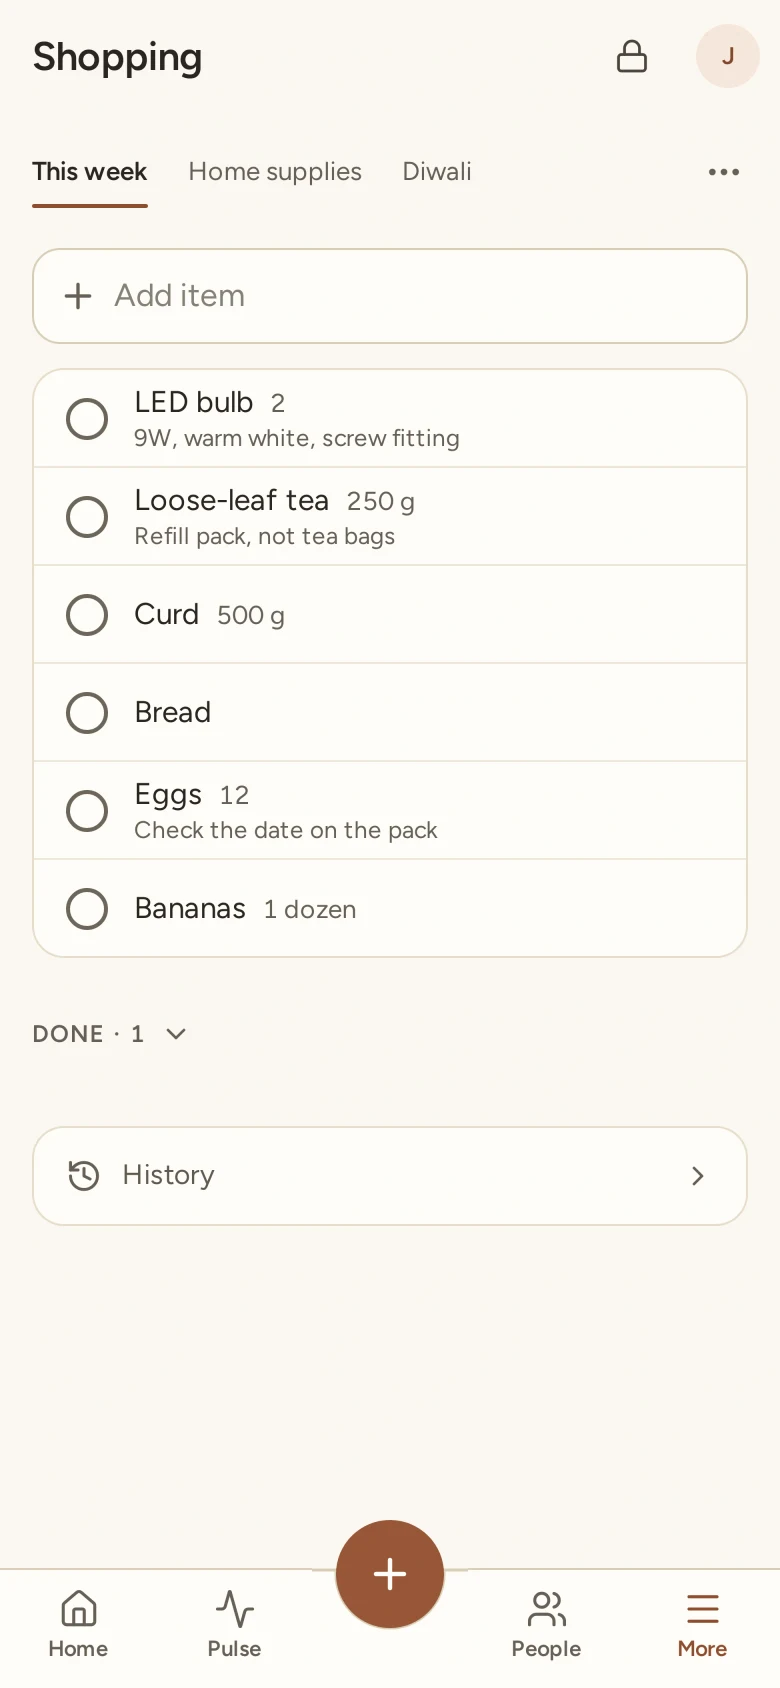 Shopping
J
This week Home supplies Diwali
Add item
LED bulb 2
9W, warm white, screw fitting
Loose-leaf tea 250 g
Refill pack, not tea bags
Curd 500 g
Bread
Eggs 12
Check the date on the pack
Bananas 1 dozen
DONE · 1
History
Home Pulse People More